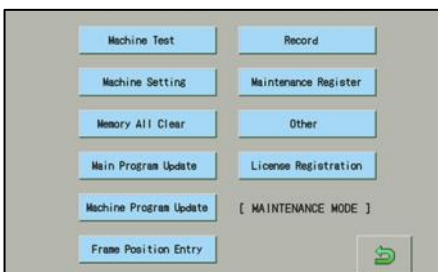 Machine Test
Record
Machine Setting
Maintenance Register
Memory All Clear
Other
Main Program Update
License Registration
Machine Program Update
[ MAINTENANCE MODE ]
Frame Position Entry